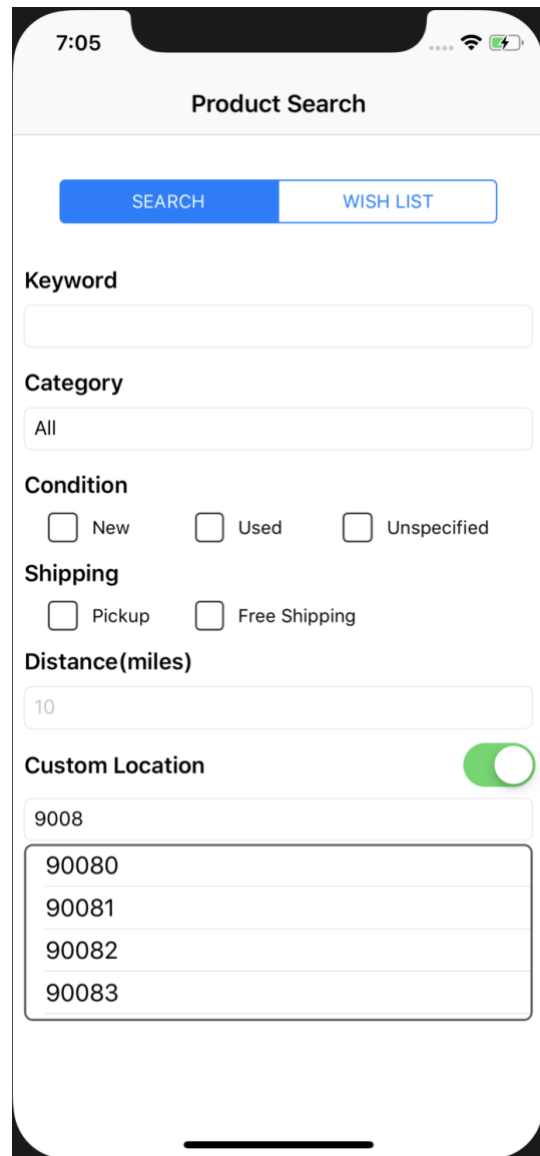 7:05
Product Search
SEARCH WISH LIST
Keyword
Category
All
Condition
New Used Unspecified
Shipping
Pickup Free Shipping
Distance(miles)
10
Custom Location
9008
90080
90081
90082
90083